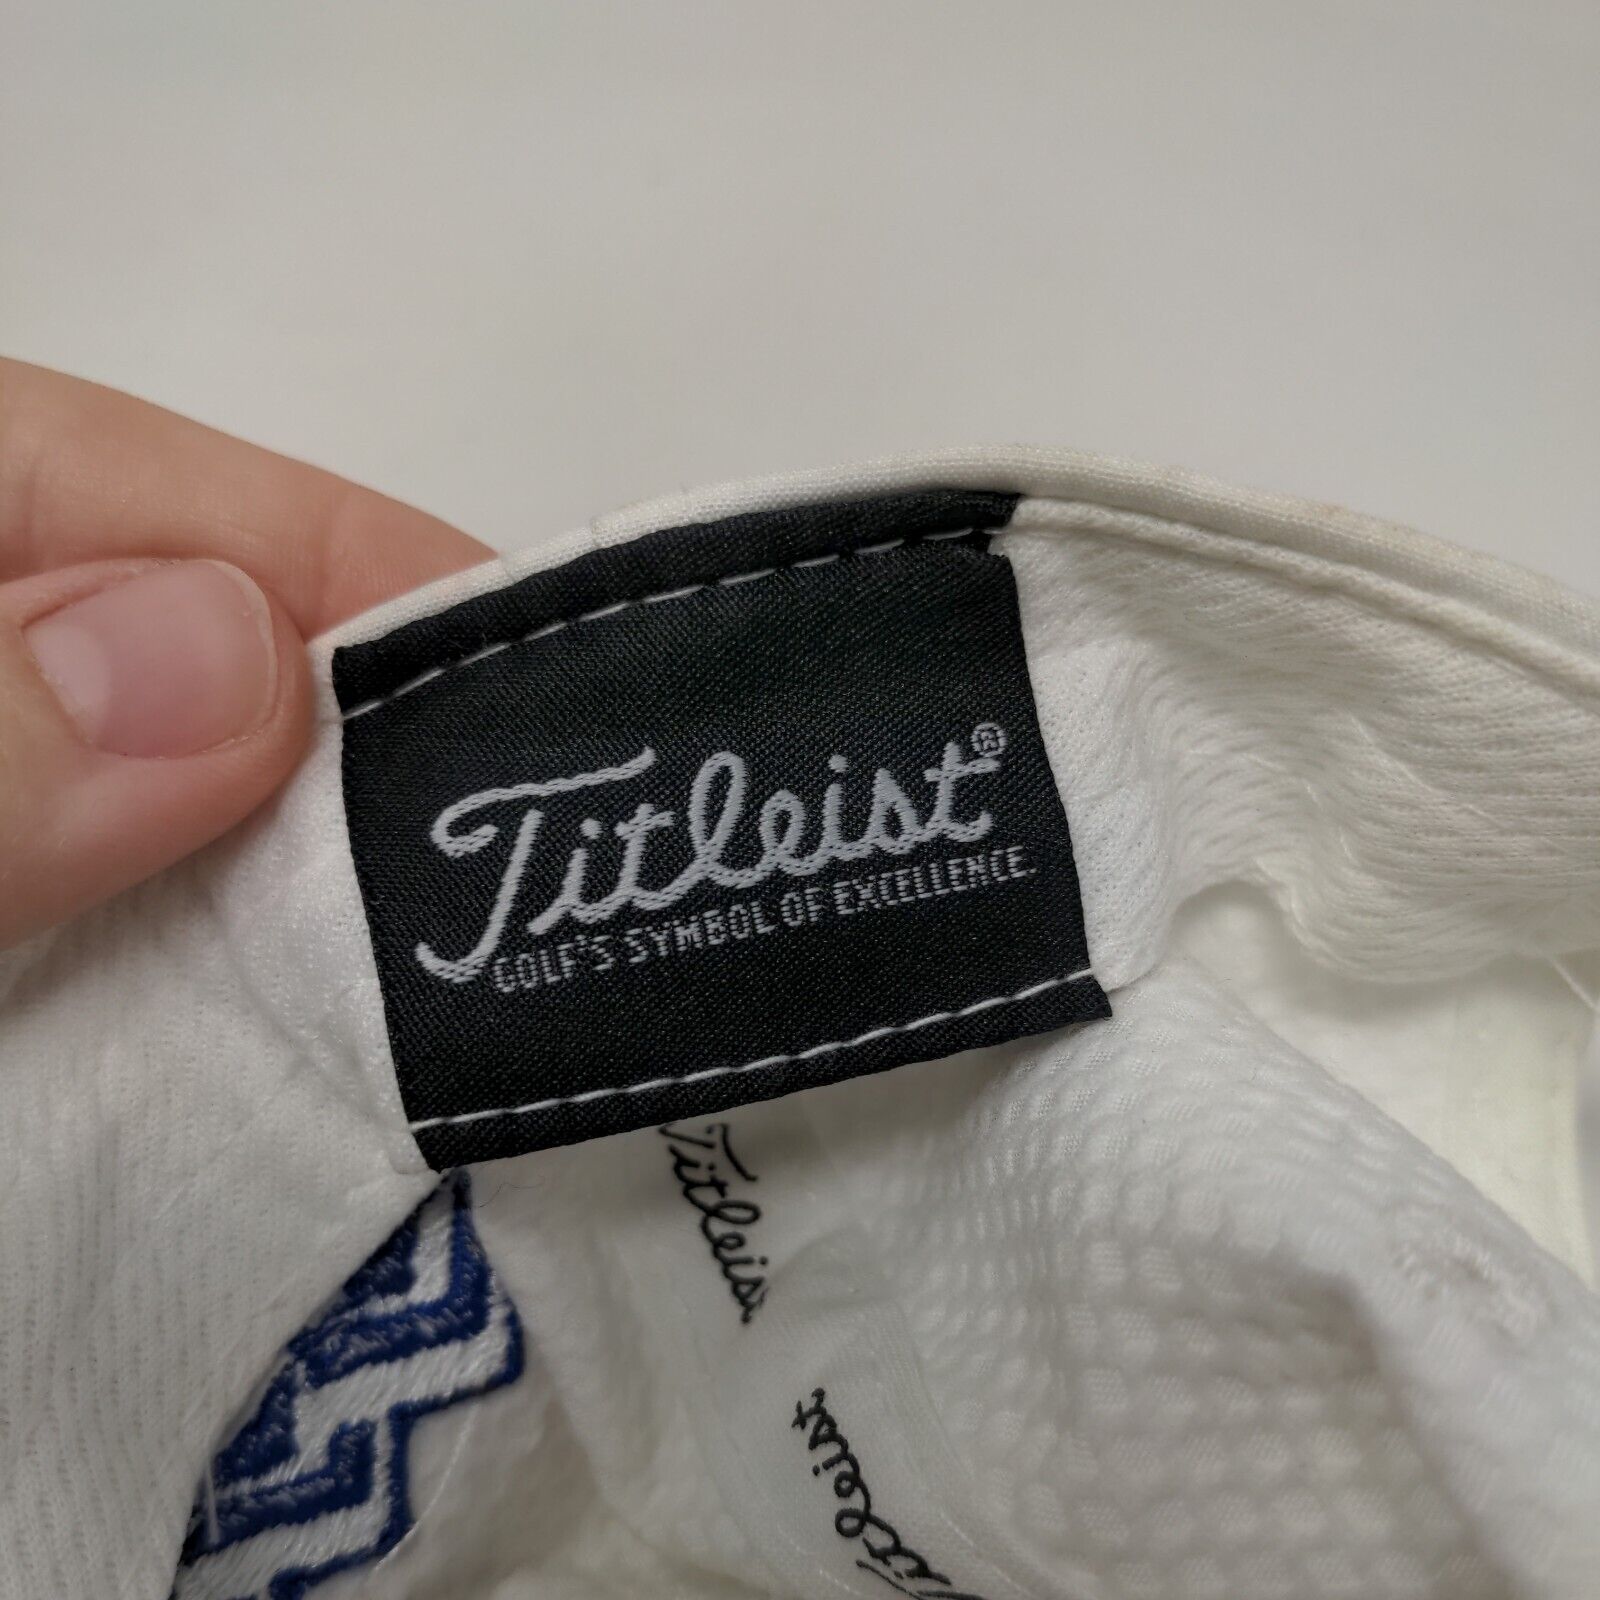 Titleist®
GOLF'S SYMBOL OF EXCELLENCE
Titleist
Titleist